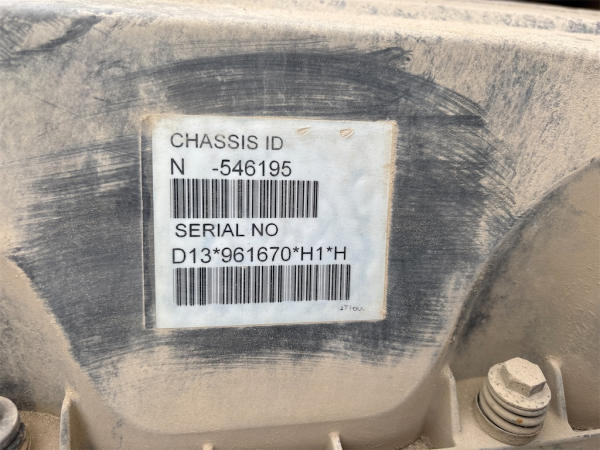 CHASSIS ID
N -546195
SERIAL NO
D13*961670*H1*H